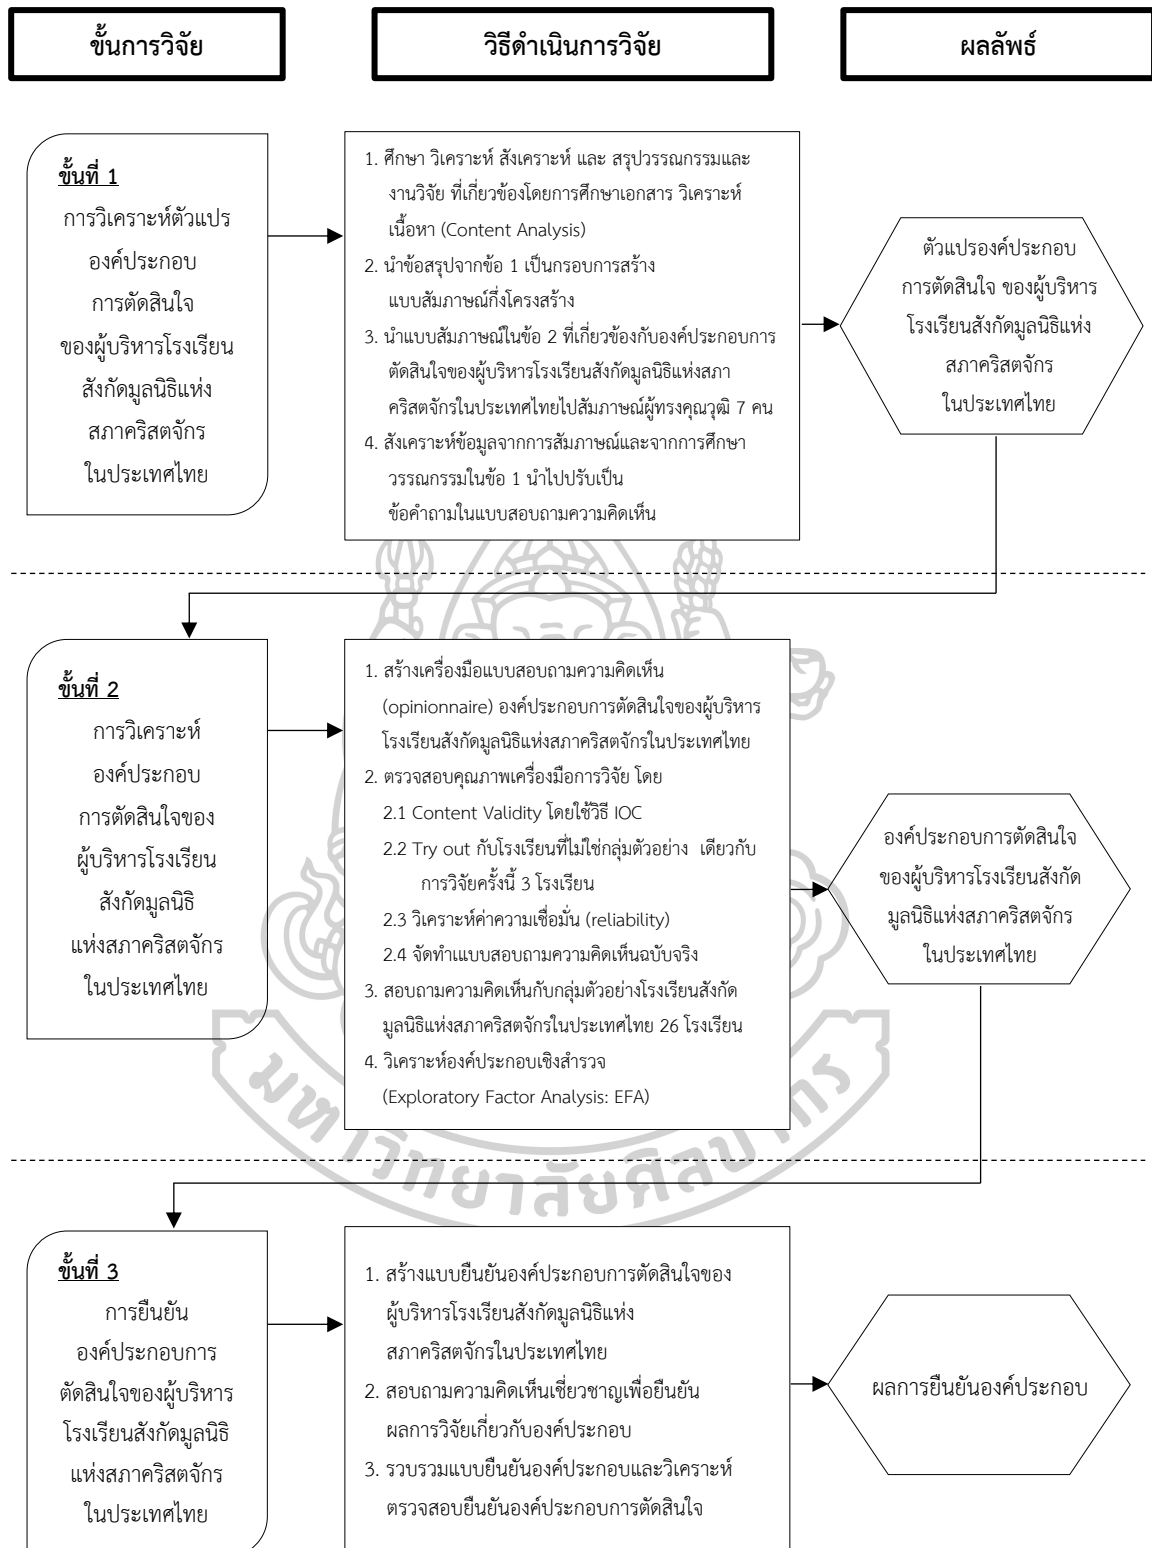 ขั้นการวิจัย
วิธีดำเนินการวิจัย
ผลลัพธ์
ขั้นที่ 1
การวิเคราะห์ตัวแปร
องค์ประกอบ
การตัดสินใจ
ของผู้บริหารโรงเรียน
สังกัดมูลนิธิแห่ง
สภาคริสตจักร
ในประเทศไทย
1. ศึกษา วิเคราะห์ สังเคราะห์ และ สรุปวรรณกรรมและ
งานวิจัย ที่เกี่ยวข้องโดยการศึกษาเอกสาร วิเคราะห์
เนื้อหา (Content Analysis)
2. นำข้อสรุปจากข้อ 1 เป็นกรอบการสร้าง
แบบสัมภาษณ์กึ่งโครงสร้าง
3. นำแบบสัมภาษณ์ในข้อ 2 ที่เกี่ยวข้องกับองค์ประกอบการ
ตัดสินใจของผู้บริหารโรงเรียนสังกัดมูลนิธิแห่งสภา
คริสตจักรในประเทศไทยไปสัมภาษณ์ผู้ทรงคุณวุฒิ 7 คน
4. สังเคราะห์ข้อมูลจากการสัมภาษณ์และจากการศึกษา
วรรณกรรมในข้อ 1 นำไปปรับเป็น
ข้อคำถามในแบบสอบถามความคิดเห็น
ตัวแปรองค์ประกอบ
การตัดสินใจ ของผู้บริหาร
โรงเรียนสังกัดมูลนิธิแห่ง
สภาคริสตจักร
ในประเทศไทย
ขั้นที่ 2
การวิเคราะห์
องค์ประกอบ
การตัดสินใจของ
ผู้บริหารโรงเรียน
สังกัดมูลนิธิ
แห่งสภาคริสตจักร
ในประเทศไทย
1. สร้างเครื่องมือแบบสอบถามความคิดเห็น
(opinionnaire) องค์ประกอบการตัดสินใจของผู้บริหาร
โรงเรียนสังกัดมูลนิธิแห่งสภาคริสตจักรในประเทศไทย
2. ตรวจสอบคุณภาพเครื่องมือการวิจัย โดย
2.1 Content Validity โดยใช้วิธี IOC
2.2 Try out กับโรงเรียนที่ไม่ใช่กลุ่มตัวอย่าง เดียวกับ
การวิจัยครั้งนี้ 3 โรงเรียน
2.3 วิเคราะห์ค่าความเชื่อมั่น (reliability)
2.4 จัดทำแบบสอบถามความคิดเห็นฉบับจริง
3. สอบถามความคิดเห็นกับกลุ่มตัวอย่างโรงเรียนสังกัด
มูลนิธิแห่งสภาคริสตจักรในประเทศไทย 26 โรงเรียน
4. วิเคราะห์องค์ประกอบเชิงสำรวจ
(Exploratory Factor Analysis: EFA)
องค์ประกอบการตัดสินใจ
ของผู้บริหารโรงเรียนสังกัด
มูลนิธิแห่งสภาคริสตจักร
ในประเทศไทย
มหาวิทยาลัยศิลปากร
ขั้นที่ 3
การยืนยัน
องค์ประกอบการ
ตัดสินใจของผู้บริหาร
โรงเรียนสังกัดมูลนิธิ
แห่งสภาคริสตจักร
ในประเทศไทย
1. สร้างแบบยืนยันองค์ประกอบการตัดสินใจของ
ผู้บริหารโรงเรียนสังกัดมูลนิธิแห่ง
สภาคริสตจักรในประเทศไทย
2. สอบถามความคิดเห็นเชี่ยวชาญเพื่อยืนยัน
ผลการวิจัยเกี่ยวกับองค์ประกอบ
3. รวบรวมแบบยืนยันองค์ประกอบและวิเคราะห์
ตรวจสอบยืนยันองค์ประกอบการตัดสินใจ
ผลการยืนยันองค์ประกอบ